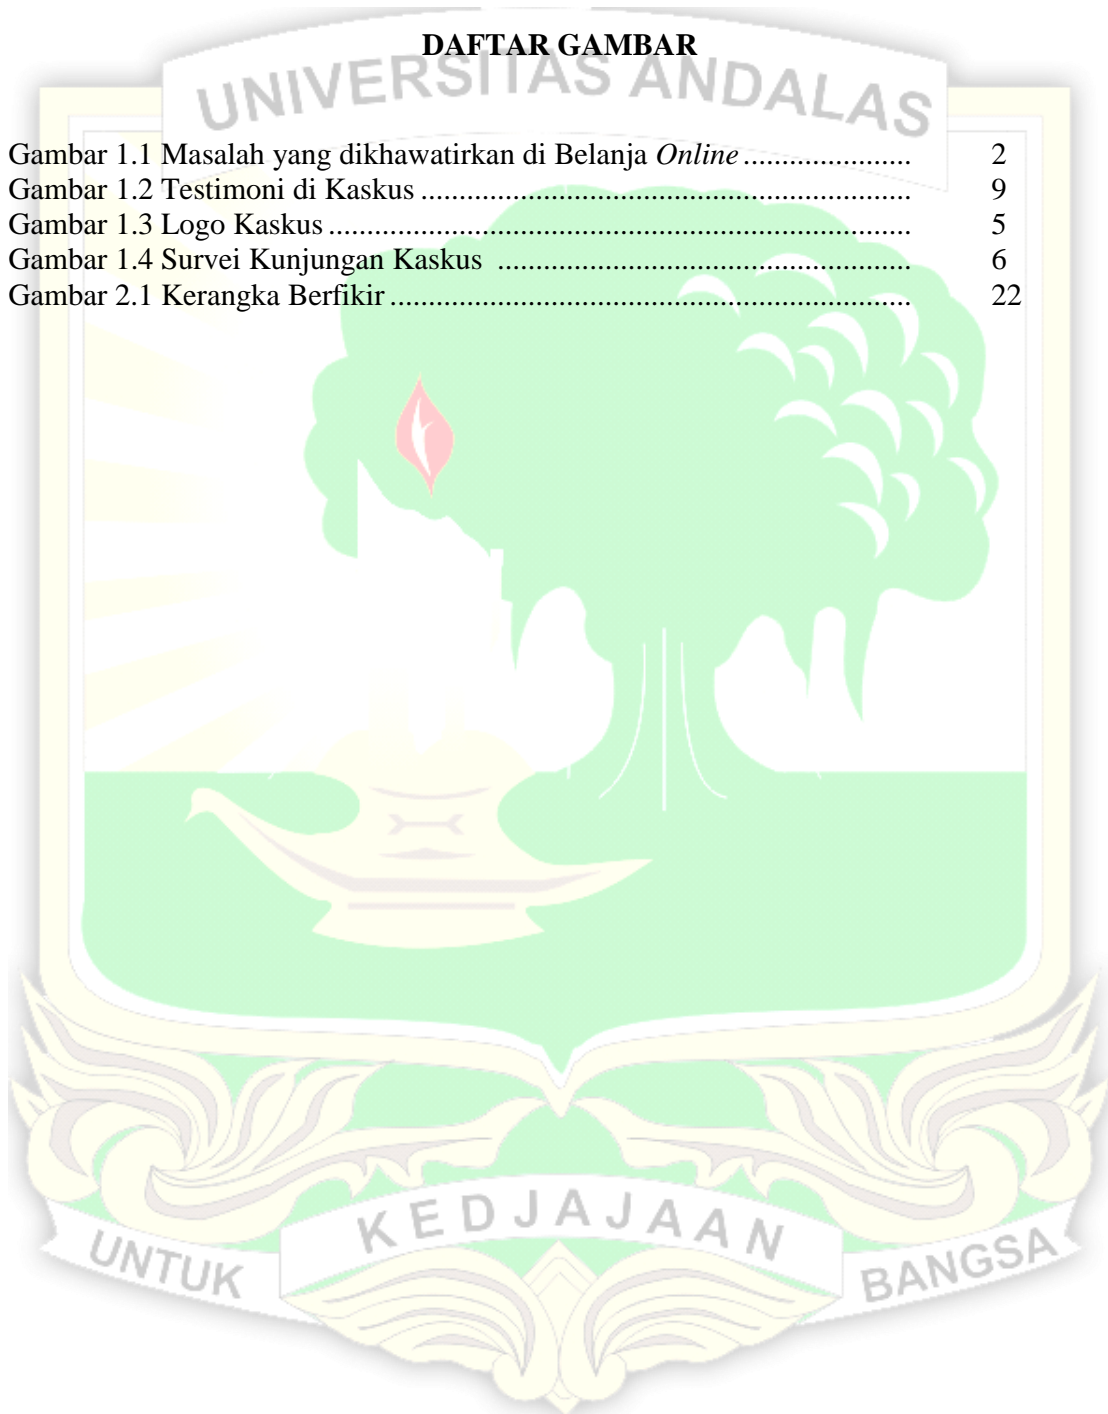 DAFTAR GAMBAR
UNIVERSITAS ANDALAS
Gambar 1.1 Masalah yang dikhawatirkan di Belanja Online ...................... 2
Gambar 1.2 Testimoni di Kaskus ................................................................ 9
Gambar 1.3 Logo Kaskus ............................................................................ 5
Gambar 1.4 Survei Kunjungan Kaskus ...................................................... 6
Gambar 2.1 Kerangka Berfikir .................................................................... 22
KEDJAJAAN
UNTUK
BANGSA